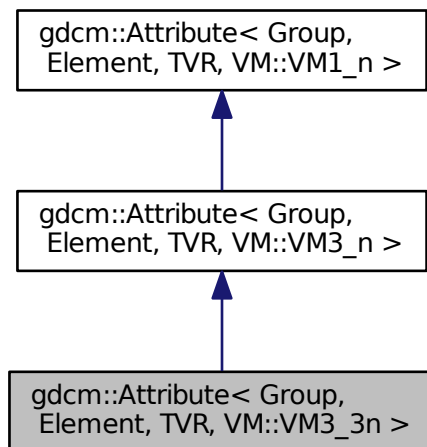 gdcm::Attribute< Group,
Element, TVR, VM::VM1_n >
gdcm::Attribute< Group,
Element, TVR, VM::VM3_n >
gdcm::Attribute< Group,
Element, TVR, VM::VM3_3n >